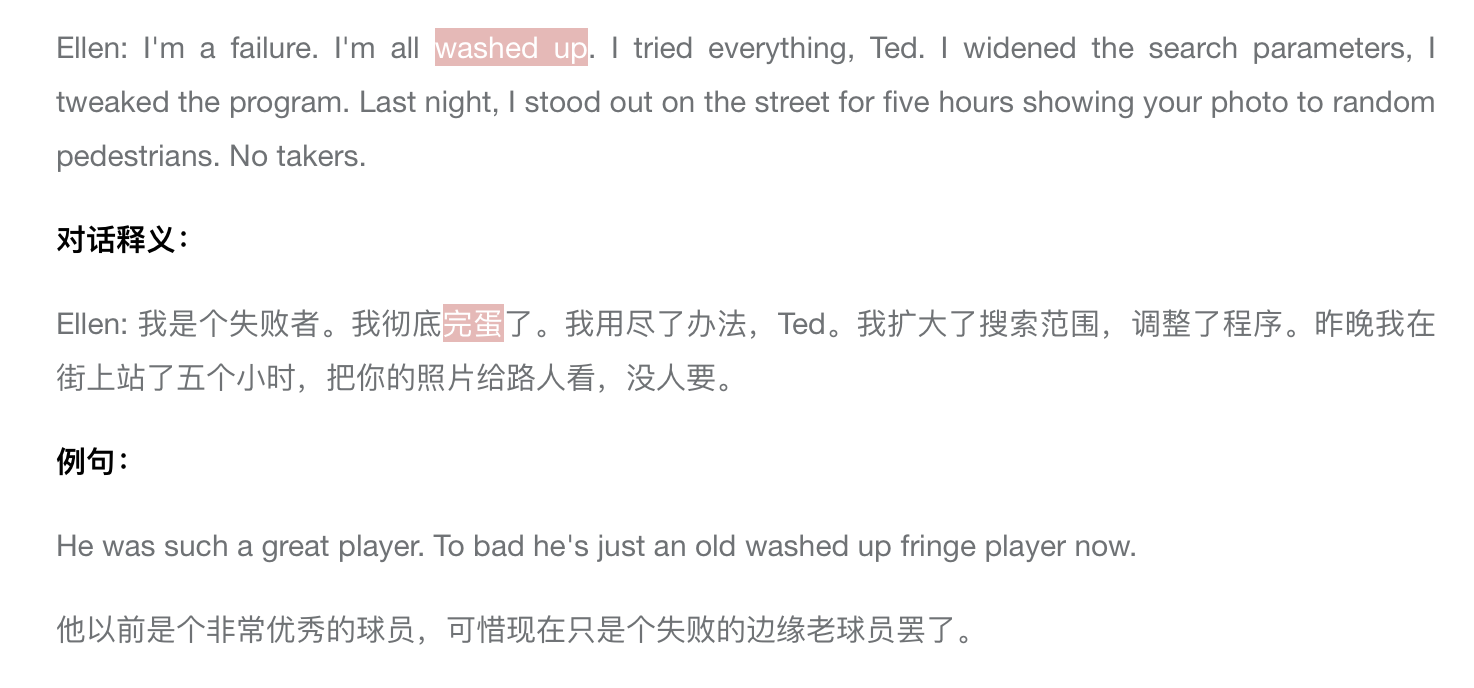 Ellen: I'm a failure. I'm all washed up. I tried everything, Ted. I widened the search parameters, I
tweaked the program. Last night, I stood out on the street for five hours showing your photo to random
pedestrians. No takers.
对话释义：
Ellen: 我是个失败者。我彻底完蛋了。我用尽了办法，Ted。我扩大了搜索范围，调整了程序。昨晚我在
街上站了五个小时，把你的照片给路人看，没人要。
例句：
He was such a great player. To bad he's just an old washed up fringe player now.
他以前是个非常优秀的球员，可惜现在只是个失败的边缘老球员罢了。